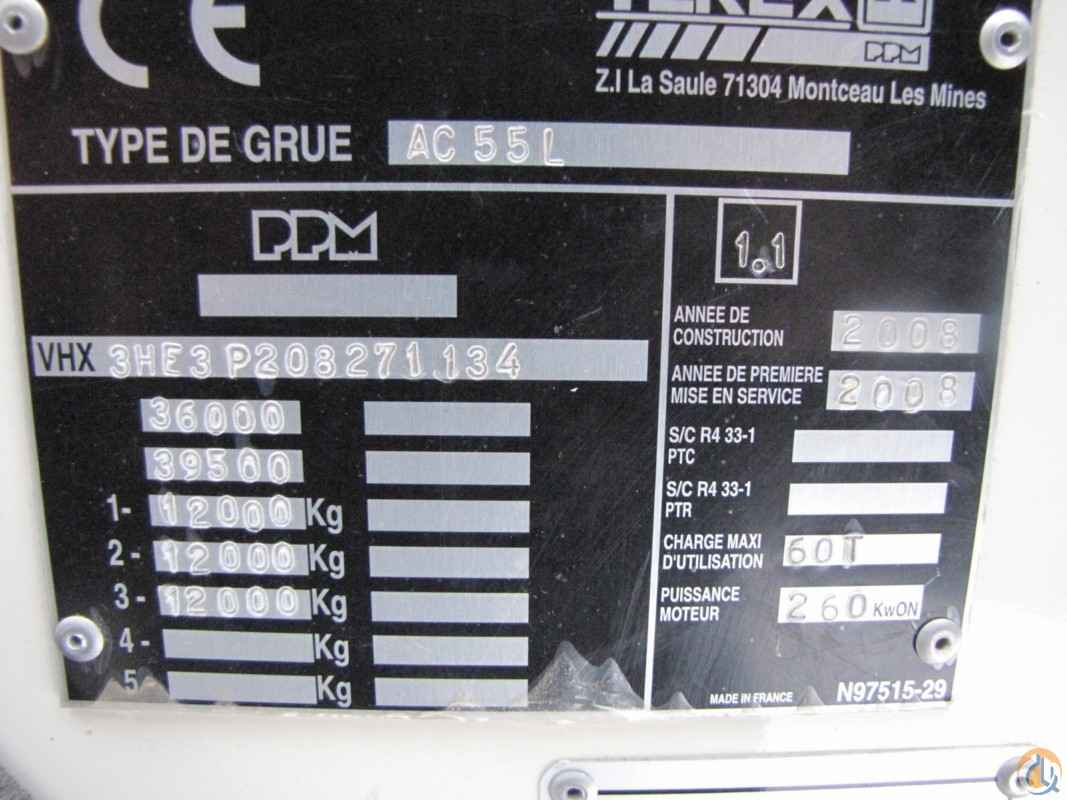 CE
TEREX
PPM
Z.I La Saule 71304 Montceau Les Mines
TYPE DE GRUE AC 55L
PPM
1.1
VHX 3HE3P208271134
36000
39500
1- 12000 Kg
2- 12000 Kg
3- 12000 Kg
4- Kg
5- Kg
ANNEE DE
CONSTRUCTION 2008
ANNEE DE PREMIERE
MISE EN SERVICE 2008
S/C R4 33-1
PTC
S/C R4 33-1
PTR
CHARGE MAXI
D'UTILISATION 60T
PUISSANCE
MOTEUR 260 KwON
MADE IN FRANCE
N97515-29